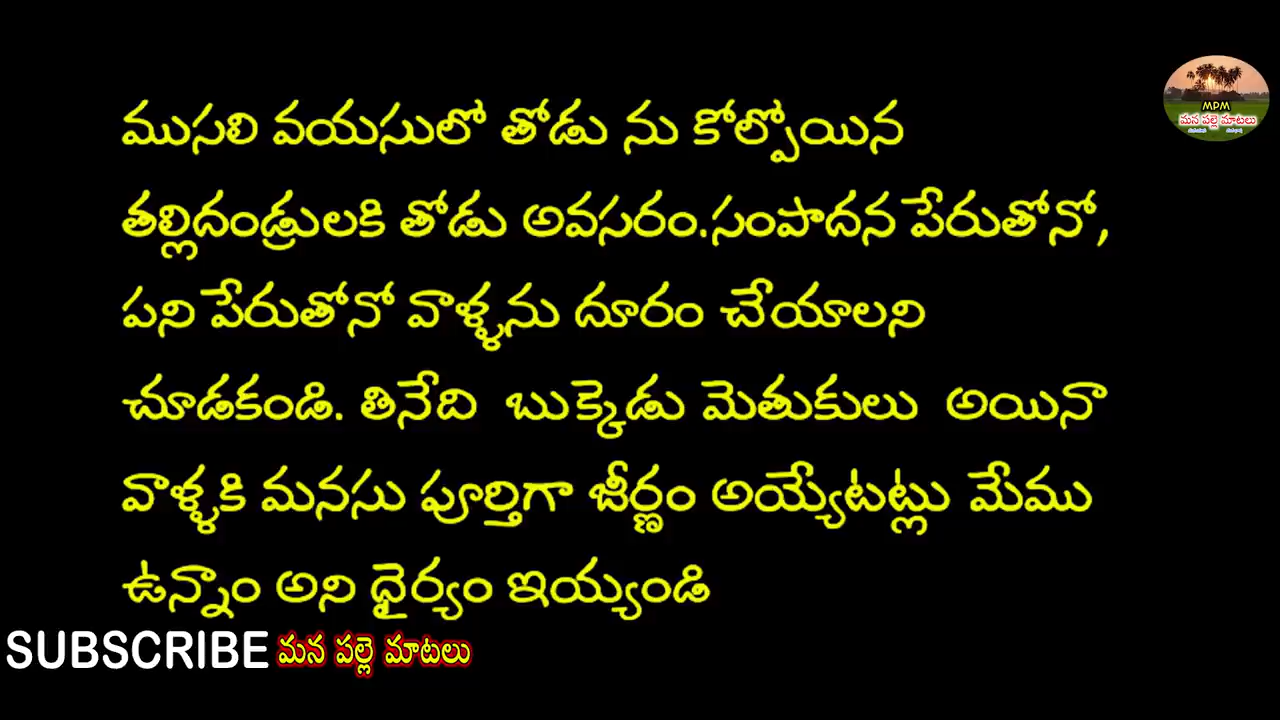 ముసలి వయసులో తోడు ను కోల్పోయిన
తల్లిదండ్రులకి తోడు అవసరం.సంపాదన పేరుతోనో,
పని పేరుతోనో వాళ్ళను దూరం చేయాలని
చూడకండి. తినేది బుక్కెడు మెతుకులు అయినా
వాళ్ళకి మనసు పూర్తిగా జీర్ణం అయ్యేటట్లు మేము
ఉన్నాం అని ధైర్యం ఇయ్యండి
SUBSCRIBE మన పల్లె మాటలు
MPM
మన పల్లె మాటలు